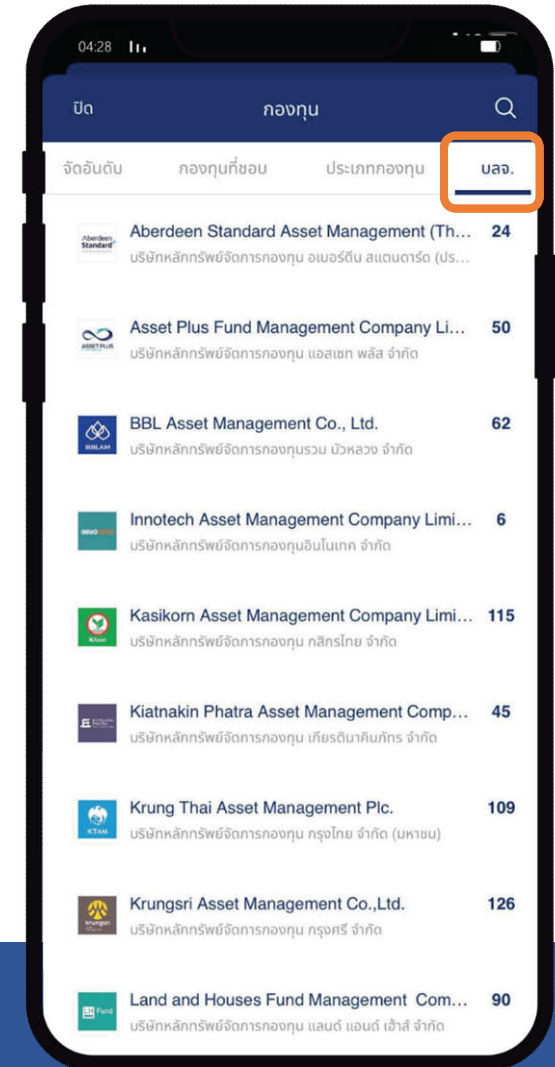 04:28
ปิด กองทุน
จัดอันดับ กองทุนที่ชอบ ประเภทกองทุน บลจ.
Aberdeen Standard
Aberdeen Standard Asset Management (Th... 24
บริษัทหลักทรัพย์จัดการกองทุน อเบอร์ดีน สแตนดาร์ด (ปร...
ASSET PLUS
Asset Plus Fund Management Company Li... 50
บริษัทหลักทรัพย์จัดการกองทุน แอสเซท พลัส จำกัด
BBLAM
BBL Asset Management Co., Ltd. 62
บริษัทหลักทรัพย์จัดการกองทุนรวม บัวหลวง จำกัด
Innotech Asset Management Company Limi... 6
บริษัทหลักทรัพย์จัดการกองทุนอินโนเทค จำกัด
KAsset
Kasikorn Asset Management Company Limi... 115
บริษัทหลักทรัพย์จัดการกองทุน กสิกรไทย จำกัด
Kiatnakin Phatra Asset Management Comp... 45
บริษัทหลักทรัพย์จัดการกองทุน เกียรตินาคินภัทร จำกัด
KTAM
Krung Thai Asset Management Plc. 109
บริษัทหลักทรัพย์จัดการกองทุน กรุงไทย จำกัด (มหาชน)
krungsri
Krungsri Asset Management Co.,Ltd. 126
บริษัทหลักทรัพย์จัดการกองทุน กรุงศรี จำกัด
LH Fund
Land and Houses Fund Management Com... 90
บริษัทหลักทรัพย์จัดการกองทุน แลนด์ แอนด์ เฮ้าส์ จำกัด